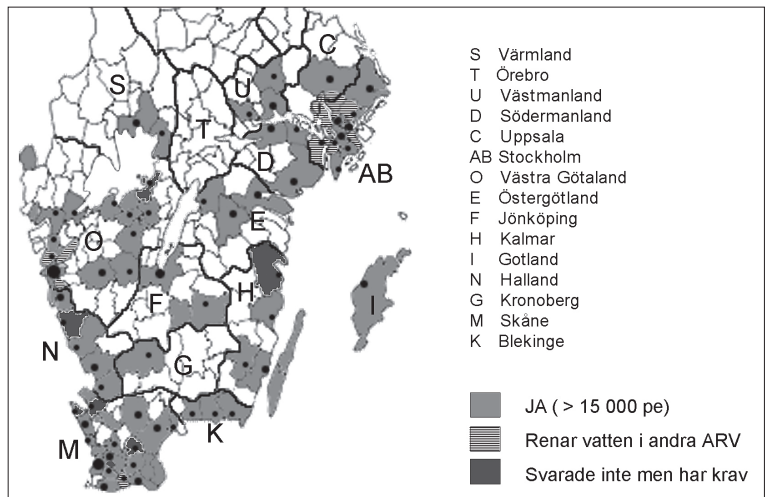 S
C
U
T
D
AB
E
O
I
F
H
N
G
K
M
S Värmland
T Örebro
U Västmanland
D Södermanland
C Uppsala
AB Stockholm
O Västra Götaland
E Östergötland
F Jönköping
H Kalmar
I Gotland
N Halland
G Kronoberg
M Skåne
K Blekinge
JA ( > 15 000 pe)
Renar vatten i andra ARV
Svarade inte men har krav